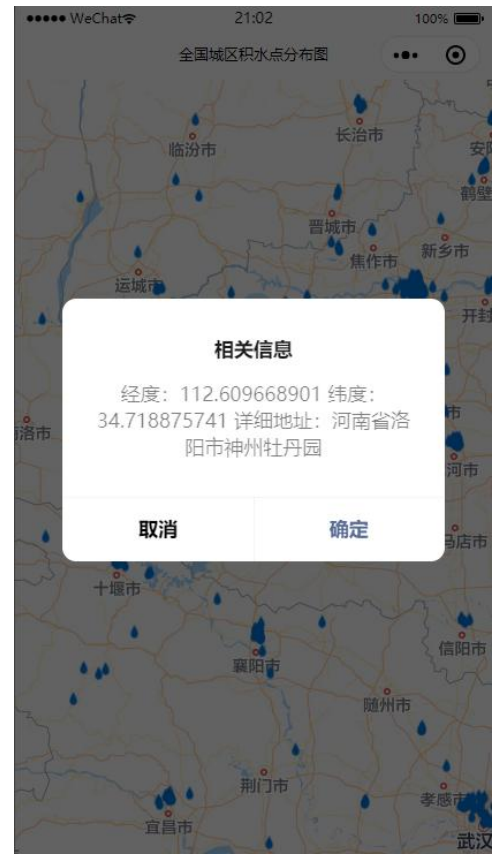 ●●●●● WeChat 21:02 100%
全国城区积水点分布图
临汾市
长治市
安阳
鹤壁
晋城市
焦作市
新乡市
运城市
开封
相关信息
经度：112.609668901 纬度：
34.718875741 详细地址：河南省洛
阳市神州牡丹园
洛市
市
河市
取消 确定
马店市
十堰市
信阳市
襄阳市
随州市
荆门市
孝感市
宜昌市
武汉